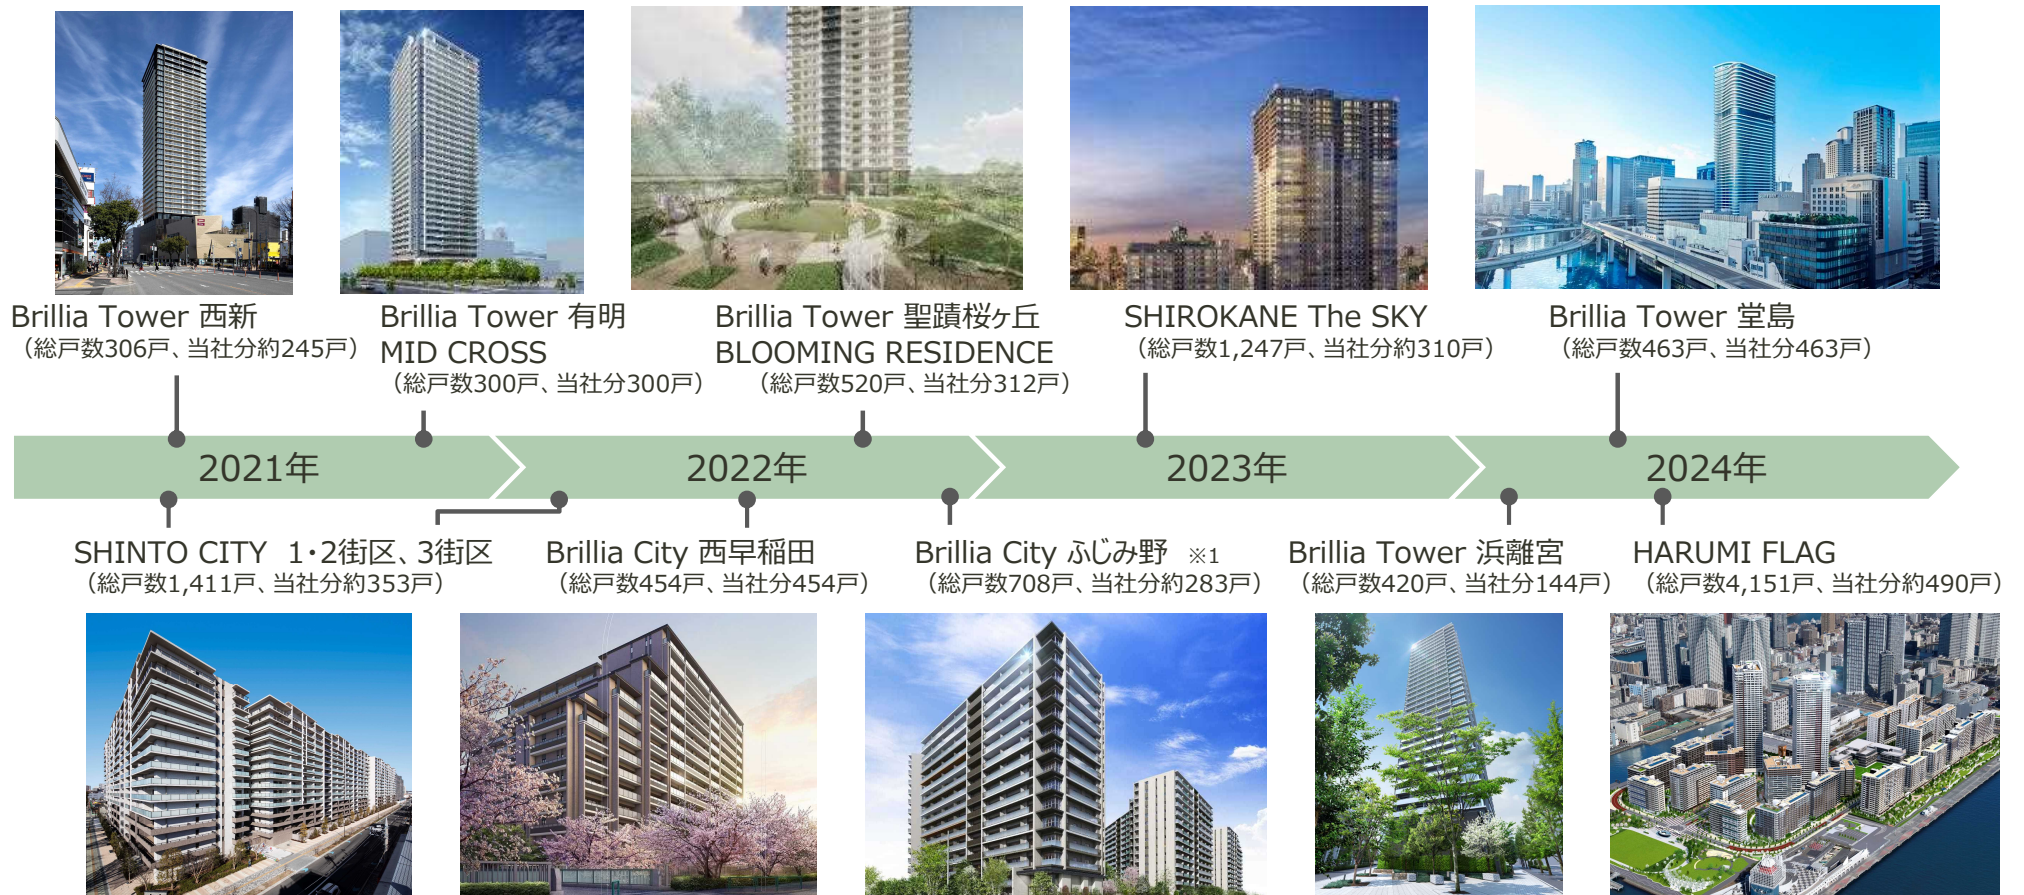 Brillia Tower 西新
（総戸数306戸、当社分約245戸）
Brillia Tower 有明
MID CROSS
（総戸数300戸、当社分300戸）
Brillia Tower 聖蹟桜ヶ丘
BLOOMING RESIDENCE
（総戸数520戸、当社分312戸）
SHIROKANE The SKY
（総戸数1,247戸、当社分約310戸）
Brillia Tower 堂島
（総戸数463戸、当社分463戸）
2021年
2022年
2023年
2024年
SHINTO CITY 1・2街区、3街区
（総戸数1,411戸、当社分約353戸）
Brillia City 西早稲田
（総戸数454戸、当社分454戸）
Brillia City ふじみ野 ※1
（総戸数708戸、当社分約283戸）
Brillia Tower 浜離宮
（総戸数420戸、当社分144戸）
HARUMI FLAG
（総戸数4,151戸、当社分約490戸）